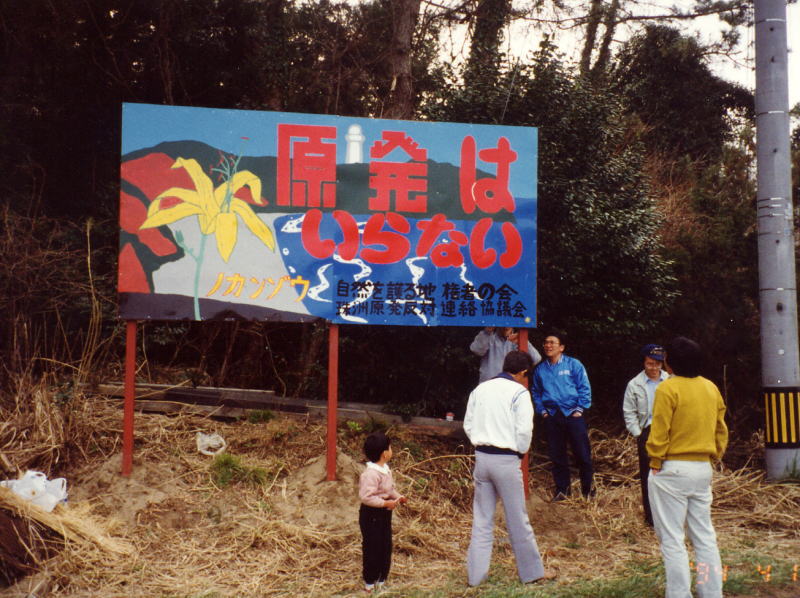 原発は
いらない
ノカンゾウ
自然を護る地権者の会
珠洲原発反対連絡協議会